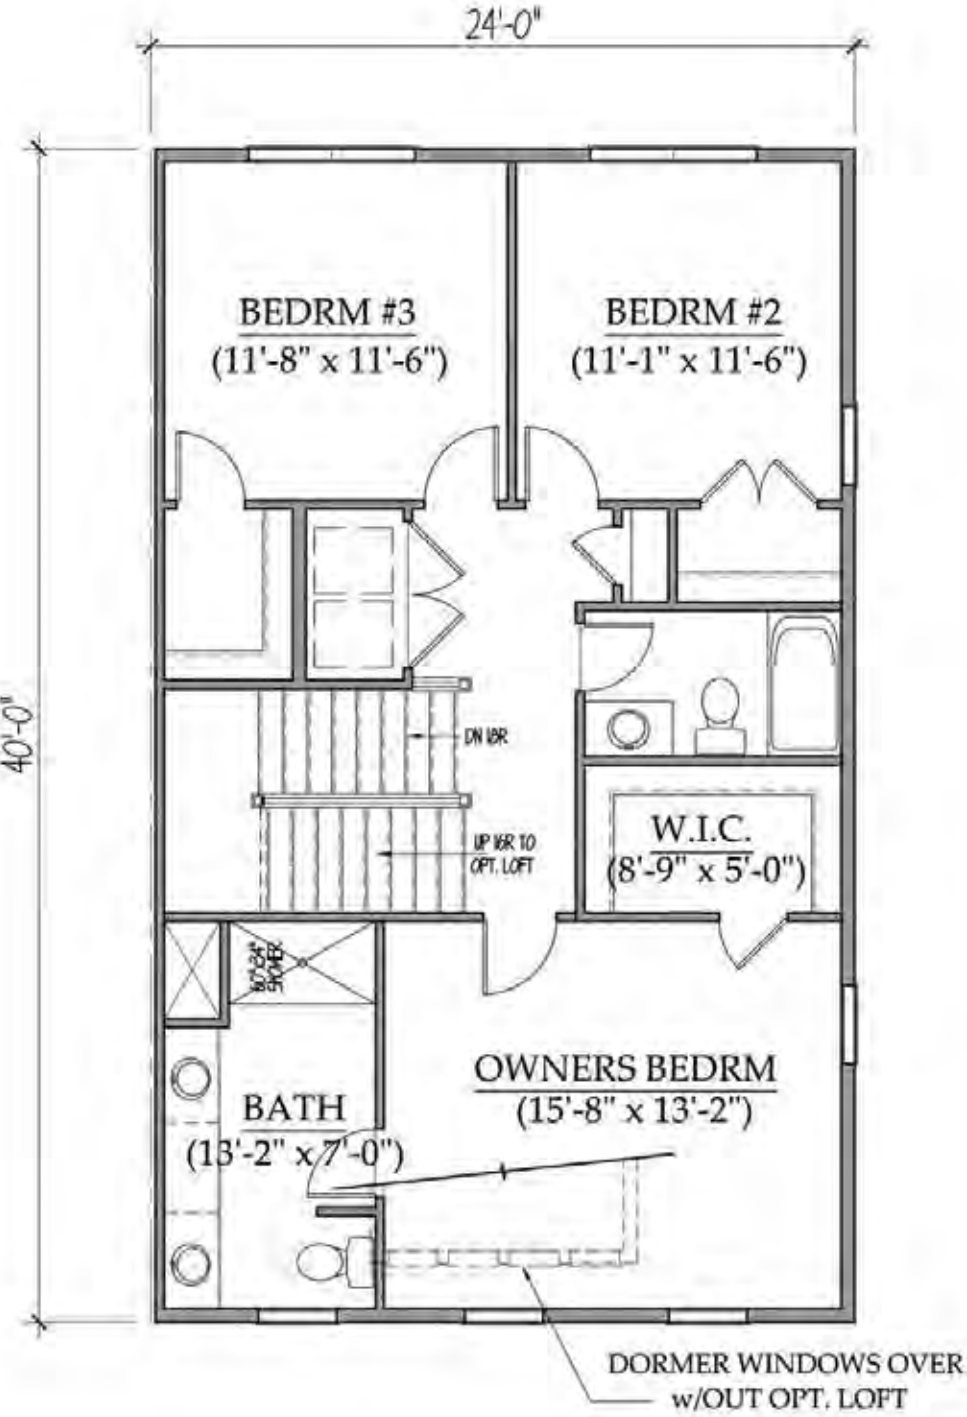 24'-0"
BEDRM #3
(11'-8" x 11'-6")
BEDRM #2
(11'-1" x 11'-6")
40'-0"
DN 16R
UP 16R TO
OPT. LOFT
W.I.C.
(8'-9" x 5'-0")
SHOWER
OWNERS BEDRM
(15'-8" x 13'-2")
BATH
(13'-2" x 7'-0")
DORMER WINDOWS OVER
w/OUT OPT. LOFT